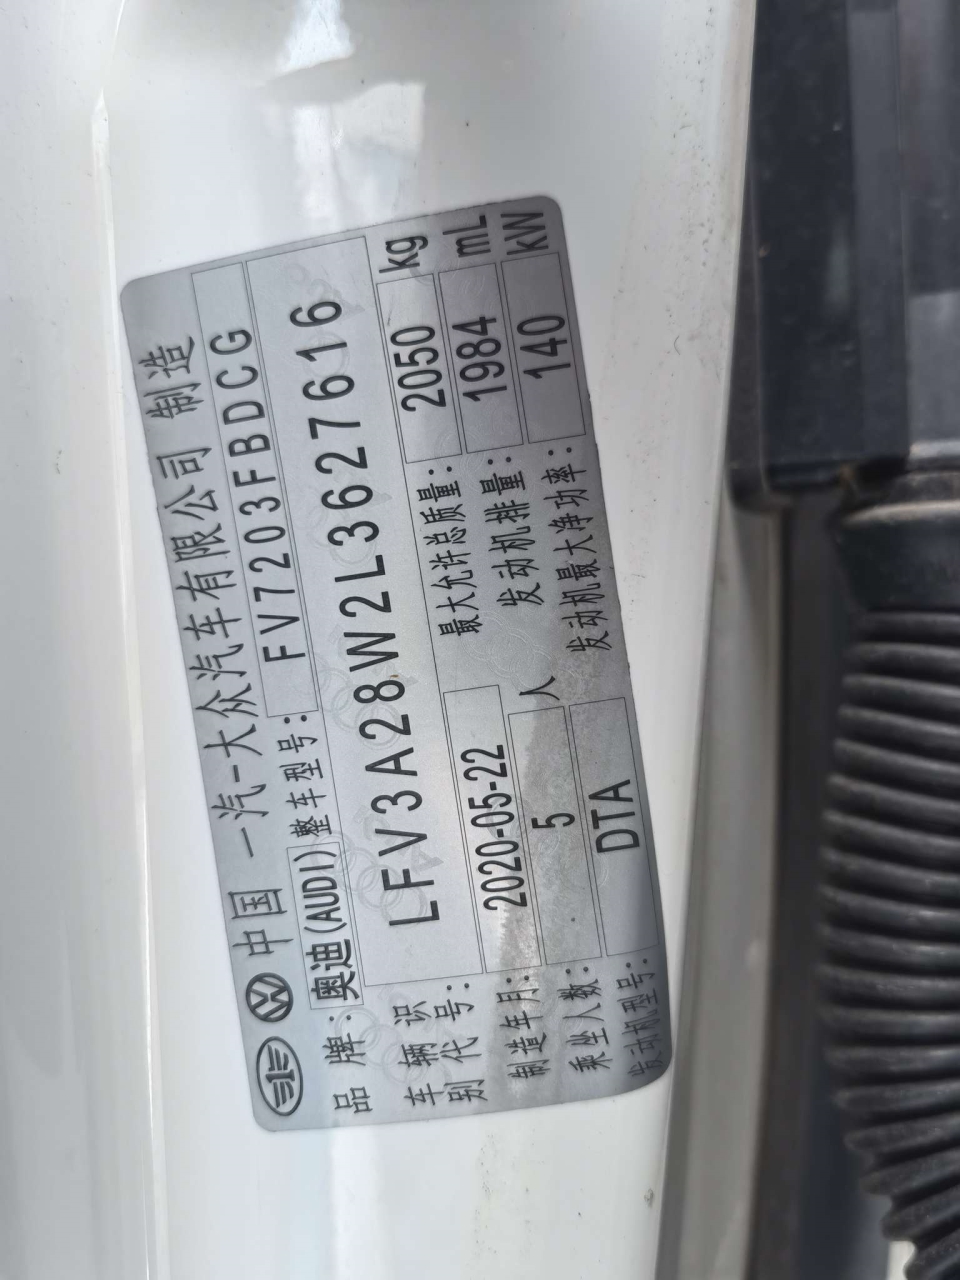 中国 一汽-大众汽车有限公司 制造
品牌: 奥迪(AUDI) 整车型号: FV7203FBDCG
车辆识别代号: LFV3A28W2L3627616
制造年月: 2020-05-22 最大允许总质量: 2050 kg
乘坐人数: 5 人 发动机排量: 1984 mL
发动机型号: DTA 发动机最大净功率: 140 kW